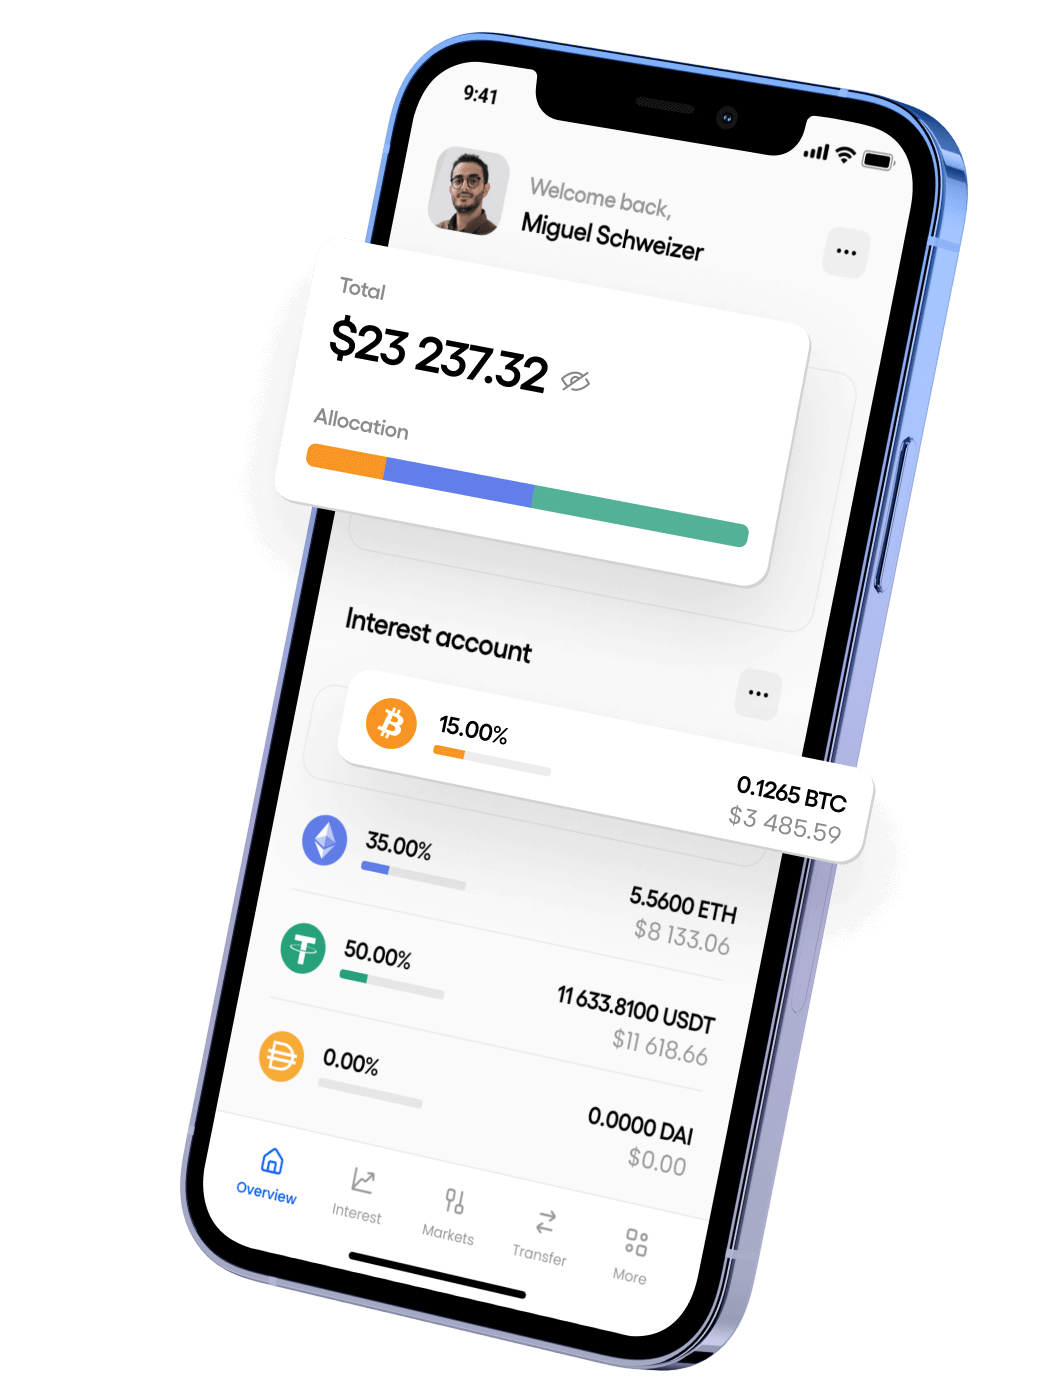 9:41
Welcome back,
Miguel Schweizer
Total
$23 237.32
Allocation
Interest account
15.00%
0.1265 BTC
$3 485.59
35.00%
5.5600 ETH
$8 133.06
50.00%
11 633.8100 USDT
$11 618.66
0.00%
0.0000 DAI
$0.00
Overview
Interest
Markets
Transfer
More